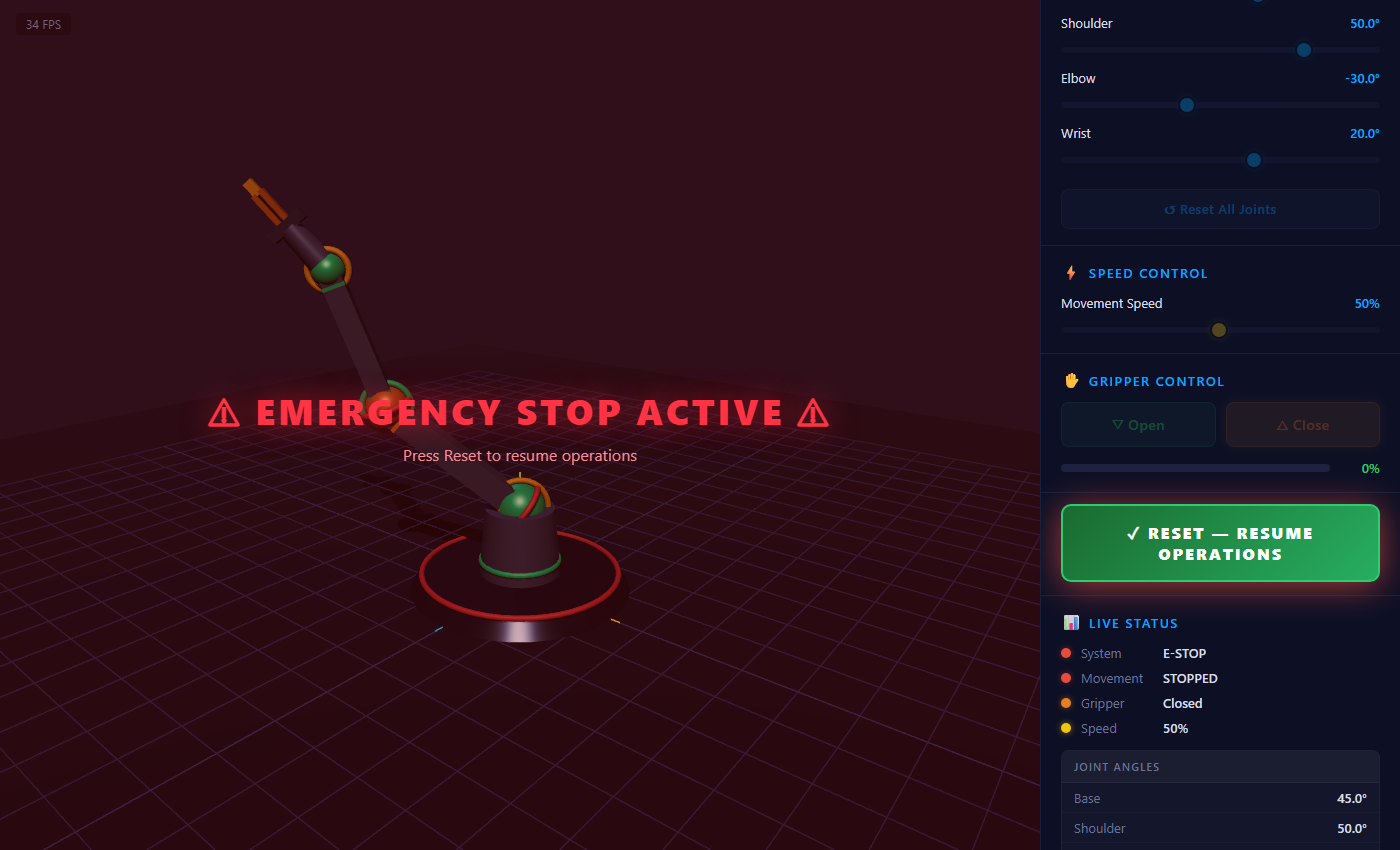 34 FPS
⚠ EMERGENCY STOP ACTIVE ⚠
Press Reset to resume operations
Shoulder 50.0°
Elbow -30.0°
Wrist 20.0°
↺ Reset All Joints
⚡ SPEED CONTROL
Movement Speed 50%
✋ GRIPPER CONTROL
▽ Open △ Close
0%
✓ RESET — RESUME
OPERATIONS
📊 LIVE STATUS
System E-STOP
Movement STOPPED
Gripper Closed
Speed 50%
JOINT ANGLES
Base 45.0°
Shoulder 50.0°